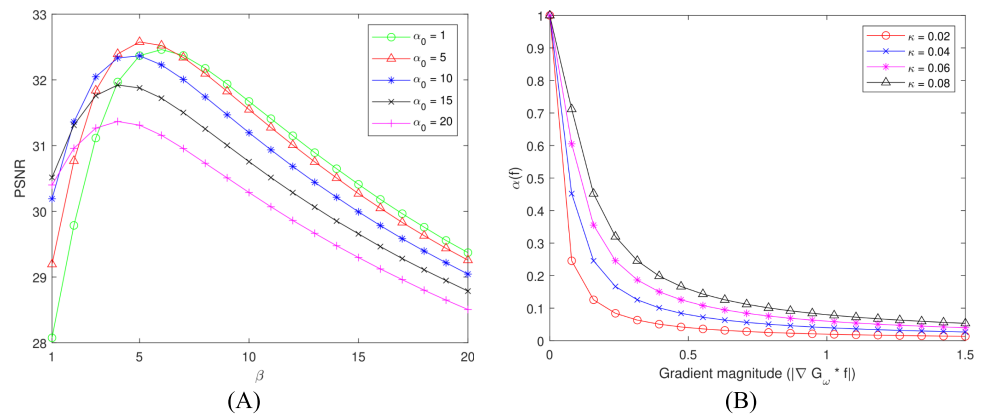 33
32
31
30
29
28
PSNR
1
5
10
15
20
β
α0 = 1
α0 = 5
α0 = 10
α0 = 15
α0 = 20
(A)
1
0.9
0.8
0.7
0.6
0.5
0.4
0.3
0.2
0.1
0
α(f)
0
0.5
1
1.5
Gradient magnitude (|∇ Gω * f|)
κ = 0.02
κ = 0.04
κ = 0.06
κ = 0.08
(B)